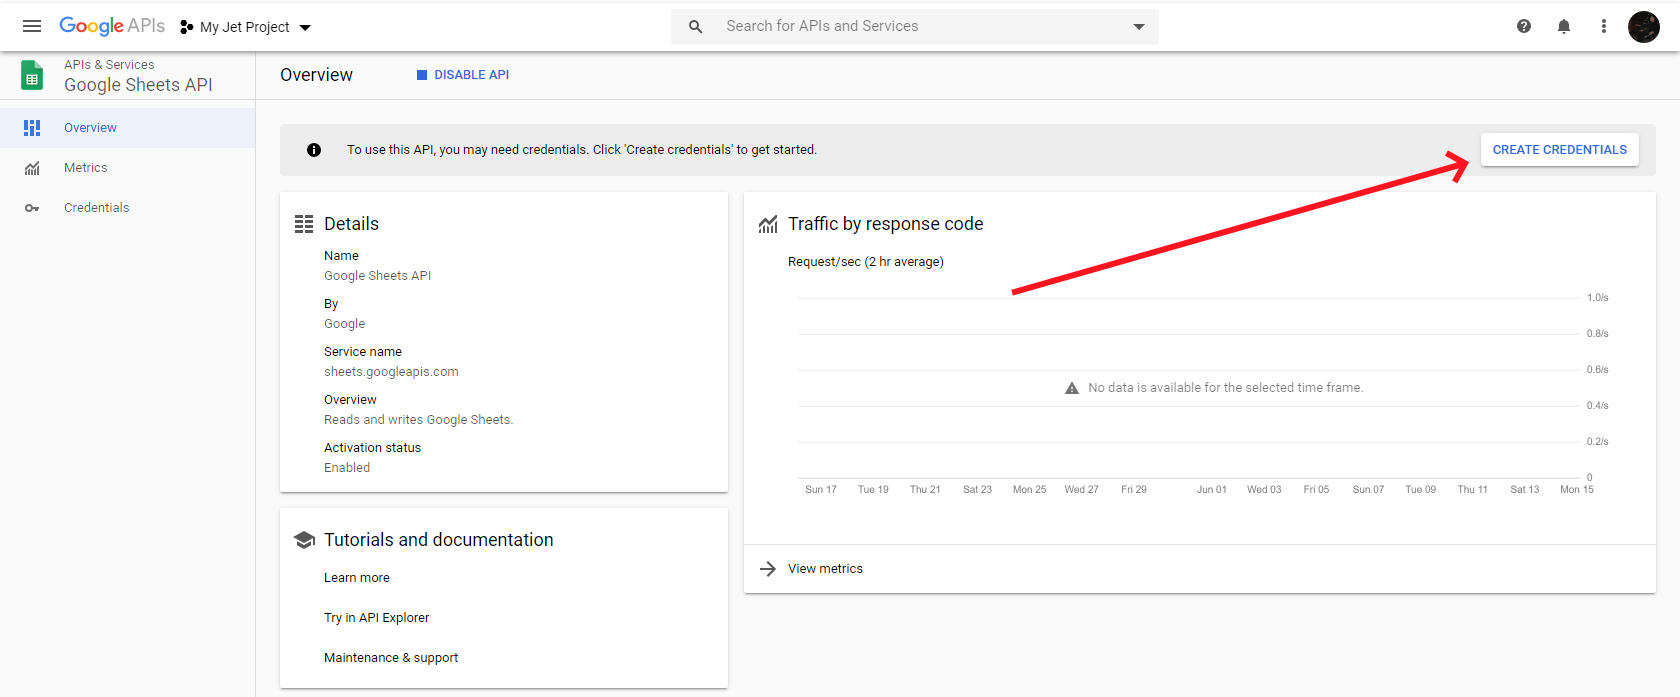 Google APIs My Jet Project Search for APIs and Services
APIs & Services
Google Sheets API
Overview DISABLE API
Overview
Metrics
Credentials
To use this API, you may need credentials. Click 'Create credentials' to get started. CREATE CREDENTIALS
Details
Name
Google Sheets API
By
Google
Service name
sheets.googleapis.com
Overview
Reads and writes Google Sheets.
Activation status
Enabled
Tutorials and documentation
Learn more
Try in API Explorer
Maintenance & support
Traffic by response code
Request/sec (2 hr average)
1.0/s
0.8/s
0.6/s
No data is available for the selected time frame.
0.4/s
0.2/s
0
Sun 17 Tue 19 Thu 21 Sat 23 Mon 25 Wed 27 Fri 29 Jun 01 Wed 03 Fri 05 Sun 07 Tue 09 Thu 11 Sat 13 Mon 15
View metrics